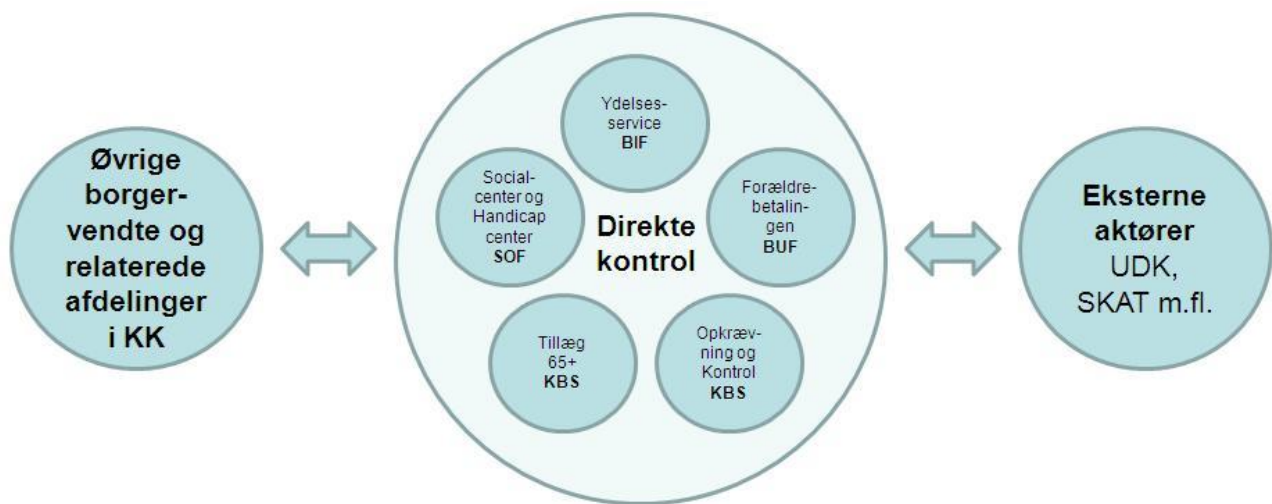 Øvrige
borger-
vendte og
relaterede
afdelinger
i KK
Ydelses-
service
BIF
Social-
center og
Handicap
center
SOF
Direkte
kontrol
Forældre-
betalin-
gen
BUF
Tillæg
65+
KBS
Opkræv-
ning og
Kontrol
KBS
Eksterne
aktører
UDK,
SKAT m.fl.